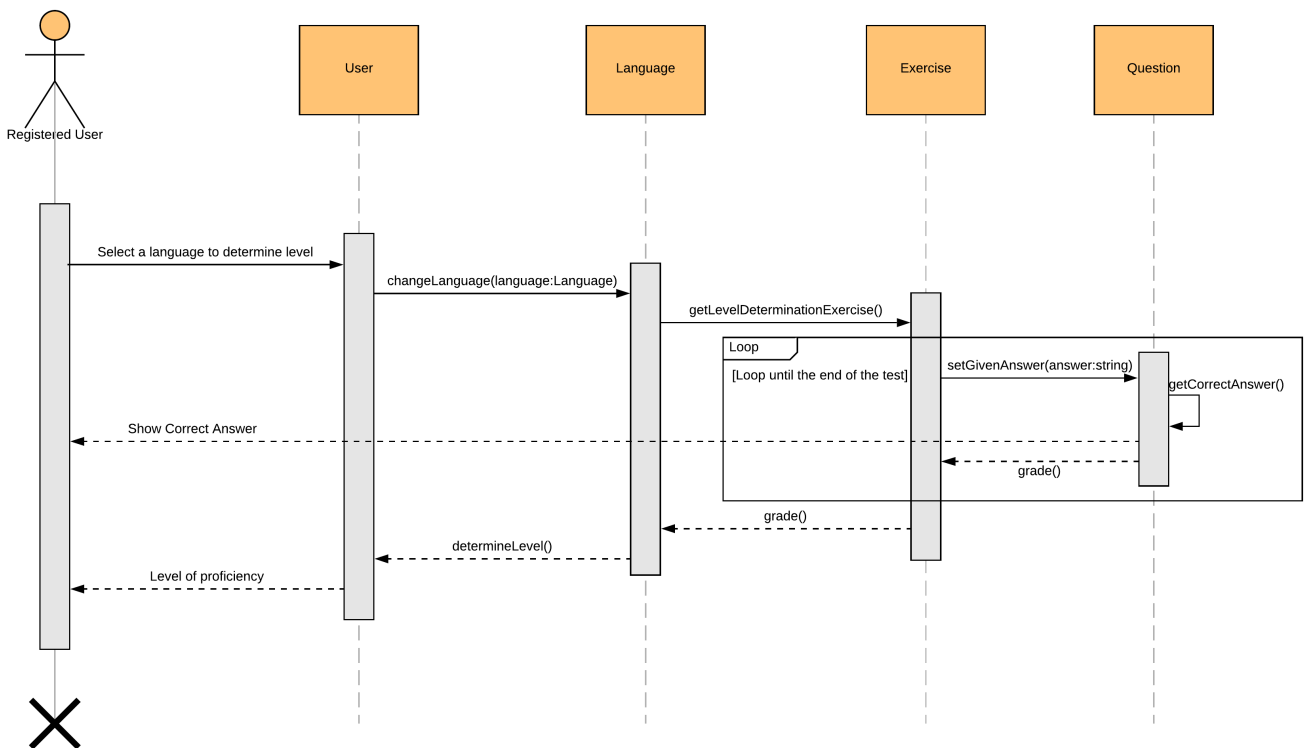 User
Language
Exercise
Question
Registered User
Select a language to determine level
changeLanguage(language:Language)
getLevelDeterminationExercise()
Loop
[Loop until the end of the test]
setGivenAnswer(answer:string)
getCorrectAnswer()
Show Correct Answer
grade()
grade()
determineLevel()
Level of proficiency